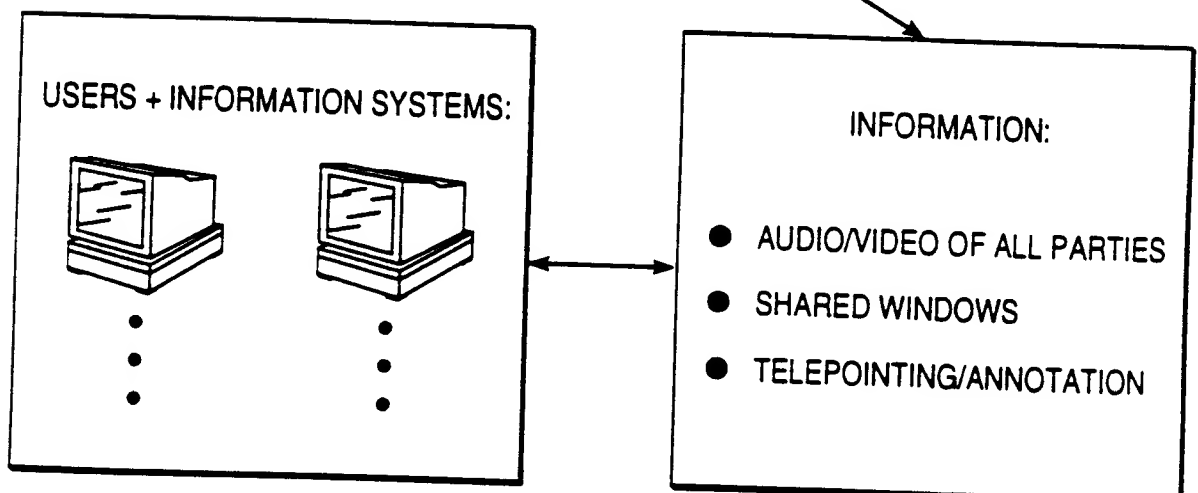 USERS + INFORMATION SYSTEMS:
INFORMATION:
● AUDIO/VIDEO OF ALL PARTIES
● SHARED WINDOWS
● TELEPOINTING/ANNOTATION